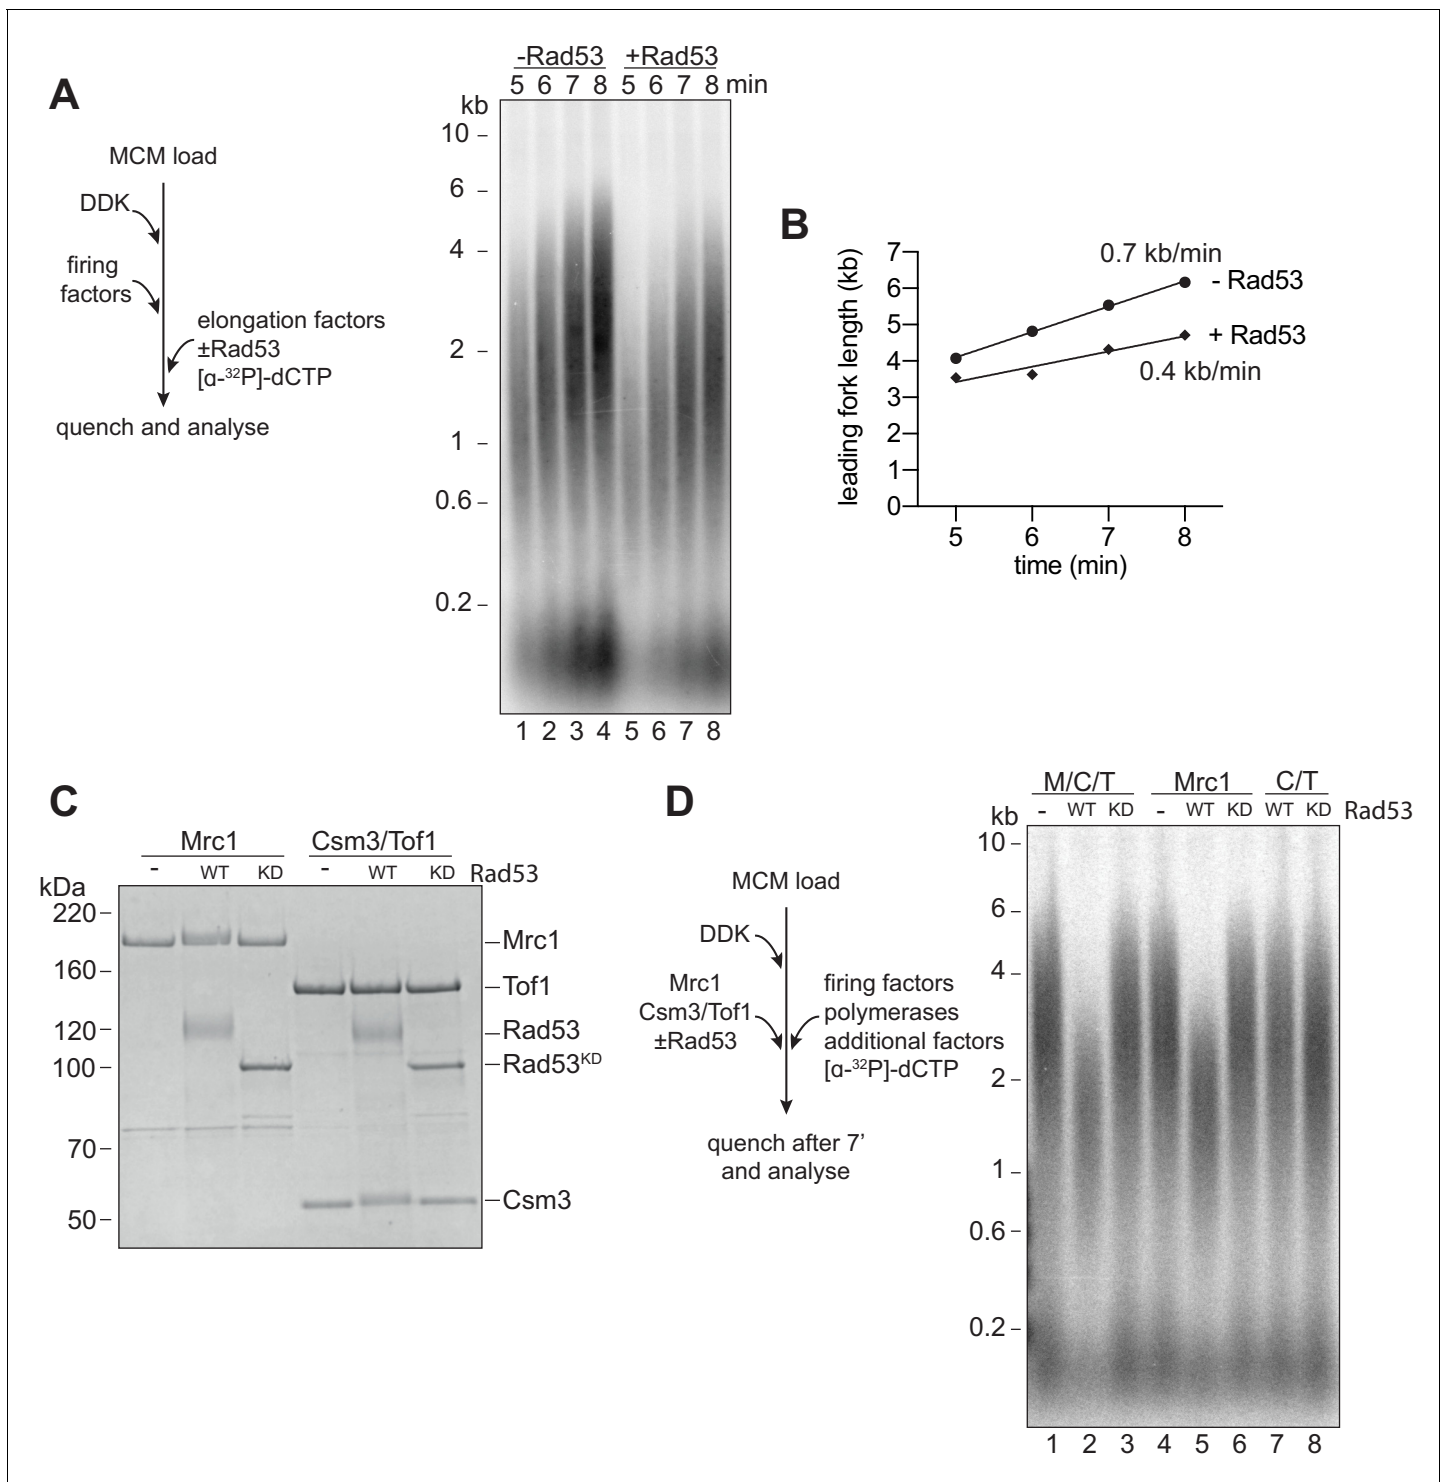 A
-Rad53 +Rad53
5 6 7 8 5 6 7 8 min
kb
10
6
4
2
1
0.6
0.2
1 2 3 4 5 6 7 8
MCM load
DDK
firing
factors
elongation factors
±Rad53
[α-³²P]-dCTP
quench and analyse
B
leading fork length (kb)
7
6
5
4
3
2
1
0
5 6 7 8
time (min)
0.7 kb/min
- Rad53
+ Rad53
0.4 kb/min
C
Mrc1 Csm3/Tof1
- WT KD - WT KD Rad53
kDa
220
160
120
100
70
50
Mrc1
Tof1
Rad53
Rad53ᴷᴰ
Csm3
D
MCM load
DDK
Mrc1
Csm3/Tof1
±Rad53
firing factors
polymerases
additional factors
[α-³²P]-dCTP
quench after 7’
and analyse
M/C/T Mrc1 C/T
- WT KD - WT KD WT KD Rad53
kb
10
6
4
2
1
0.6
0.2
1 2 3 4 5 6 7 8